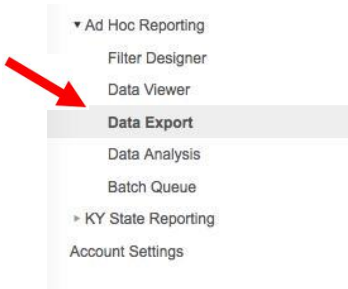 Ad Hoc Reporting
Filter Designer
Data Viewer
Data Export
Data Analysis
Batch Queue
KY State Reporting
Account Settings